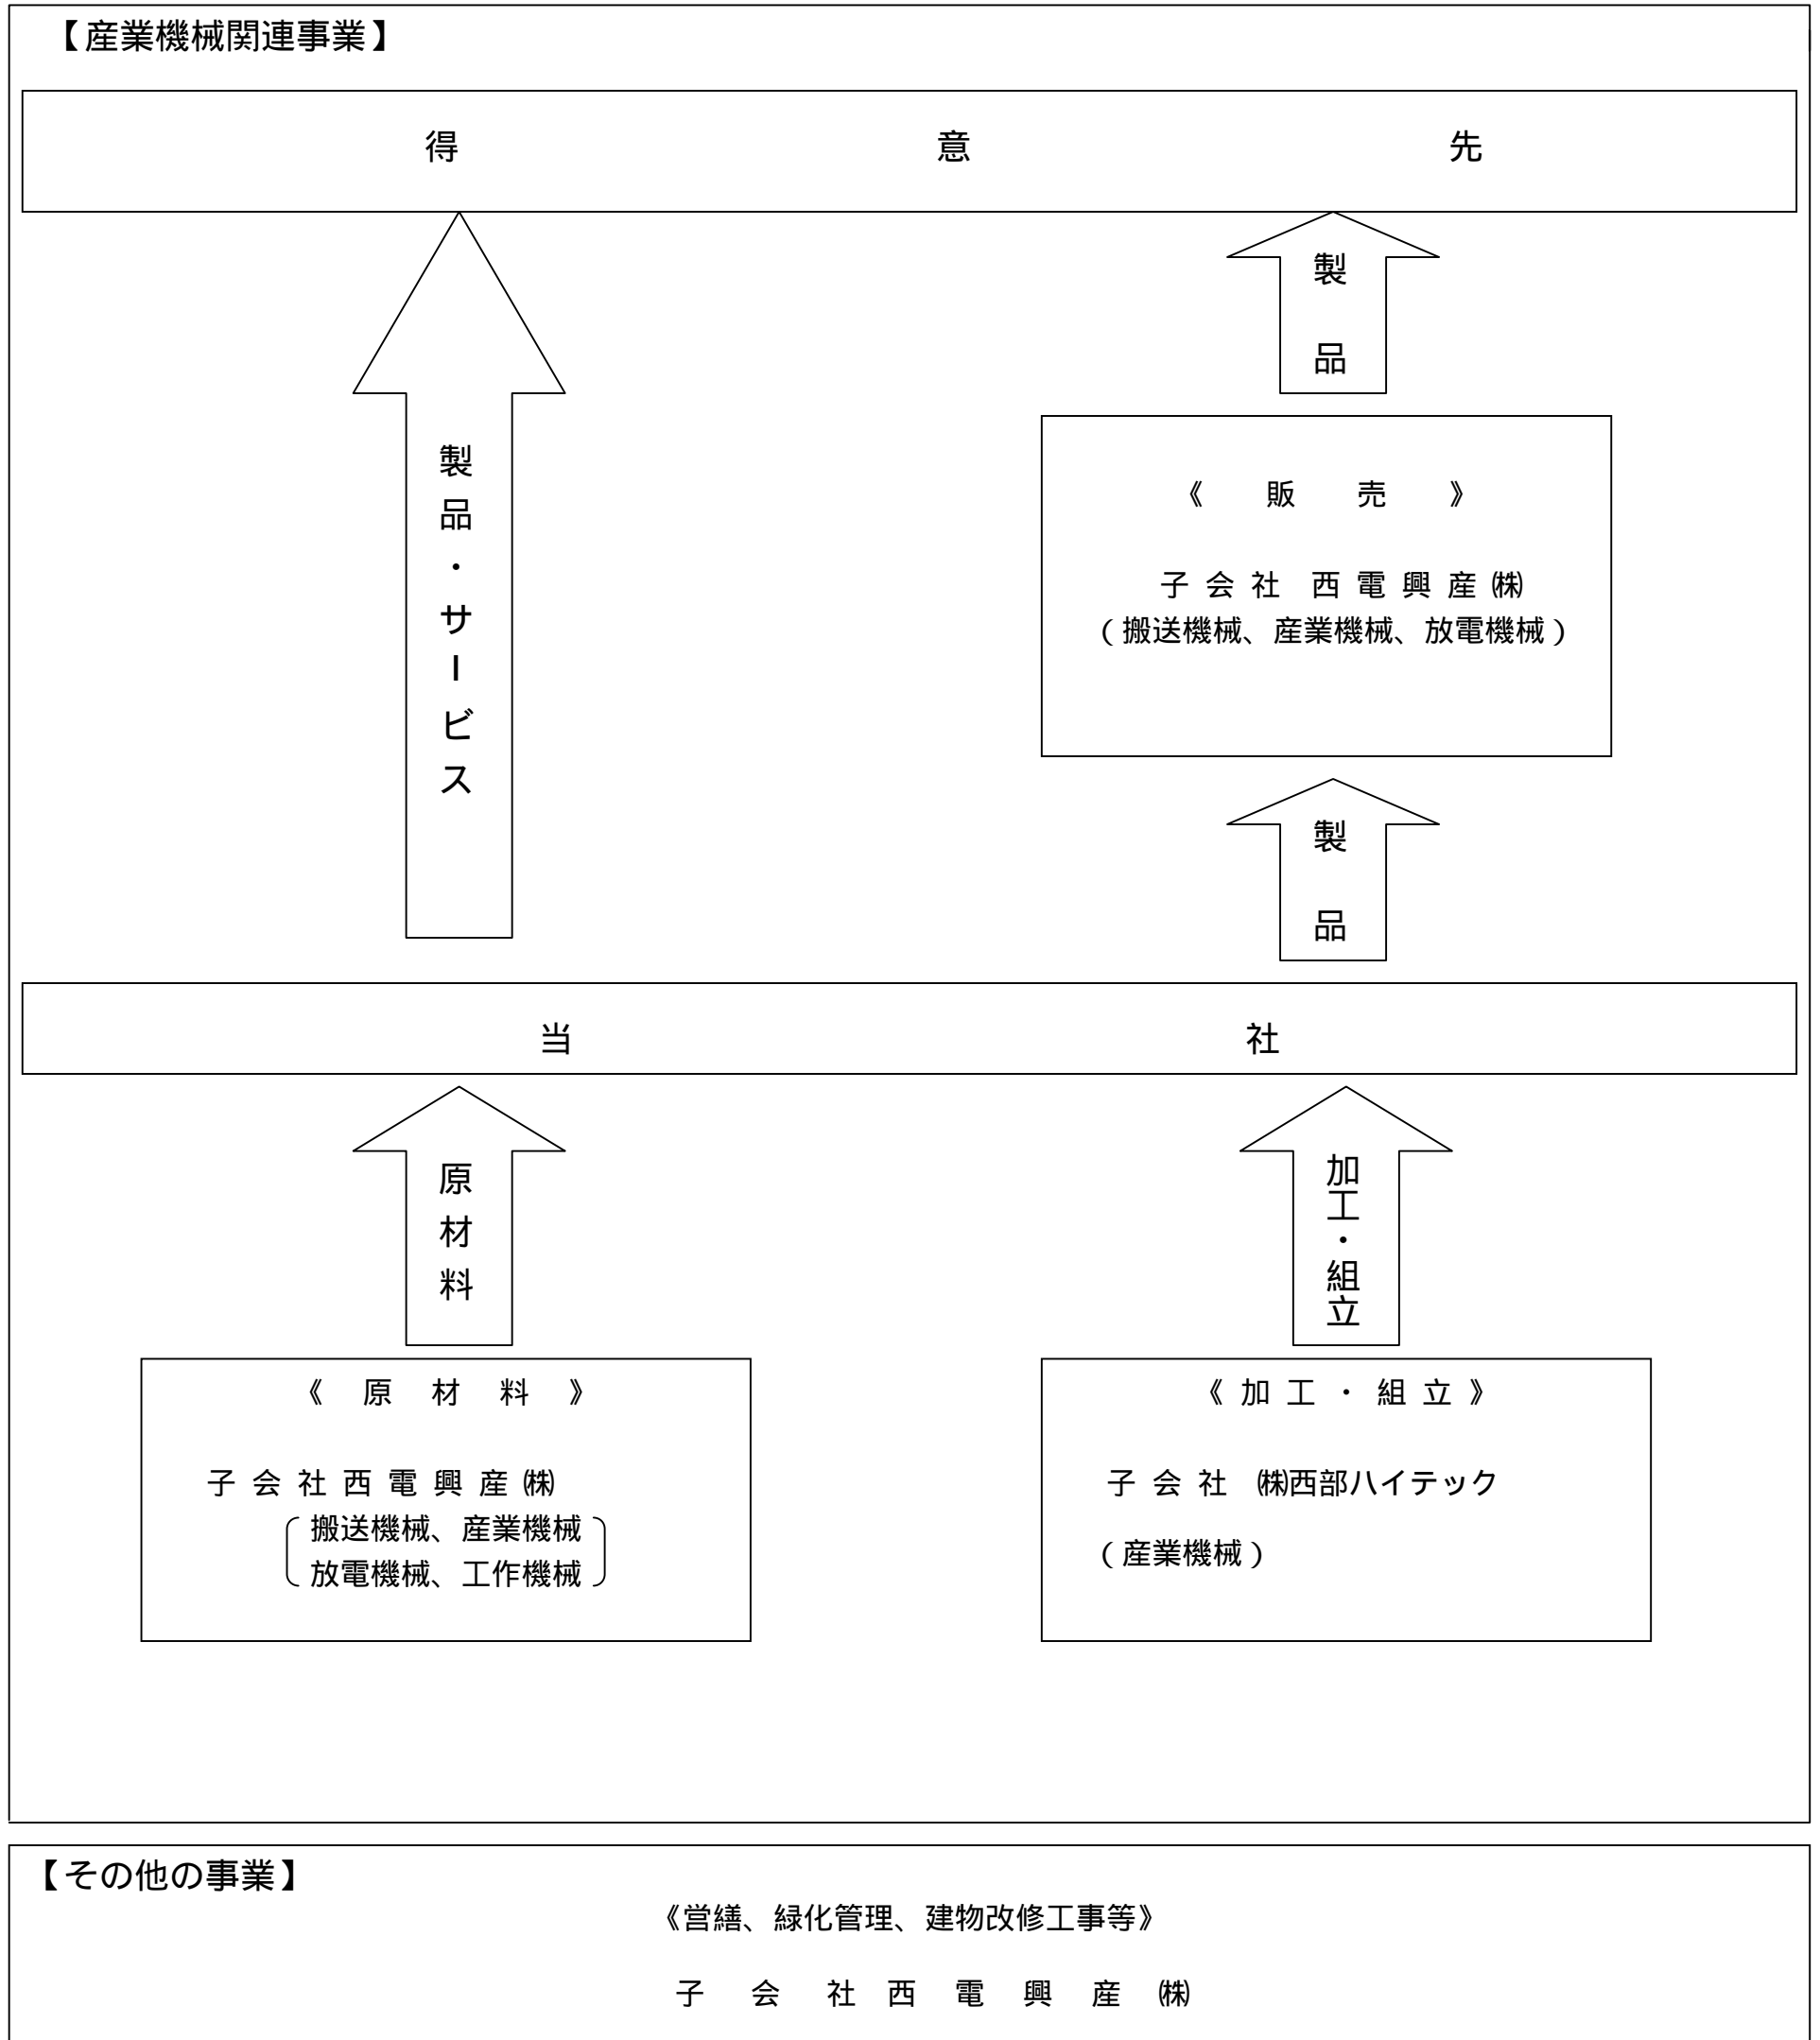 【産業機械関連事業】
得意先
製品・サービス
製品
《販売》
子会社 西電興産㈱
(搬送機械、産業機械、放電機械)
製品
当社
原材料
加工・組立
《原材料》
子会社西電興産㈱
搬送機械、産業機械
放電機械、工作機械
《加工・組立》
子会社 ㈱西部ハイテック
(産業機械)
【その他の事業】
《営繕、緑化管理、建物改修工事等》
子会社西電興産㈱